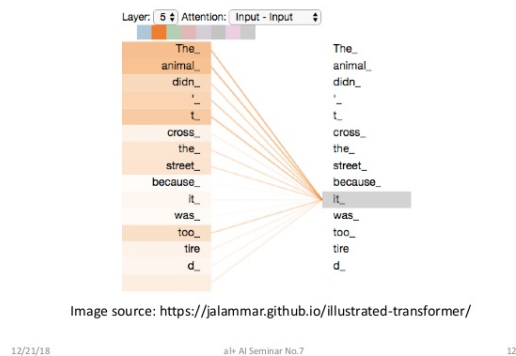 Layer: 5 Attention: Input - Input
The_ The_
animal_ animal_
didn_ didn_
'_ '_
t_ t_
cross_ cross_
the_ the_
street_ street_
because_ because_
it_ it_
was_ was_
too_ too_
tire tire
d_ d_
Image source: https://jalammar.github.io/illustrated-transformer/
12/21/18 al+ AI Seminar No.7 12